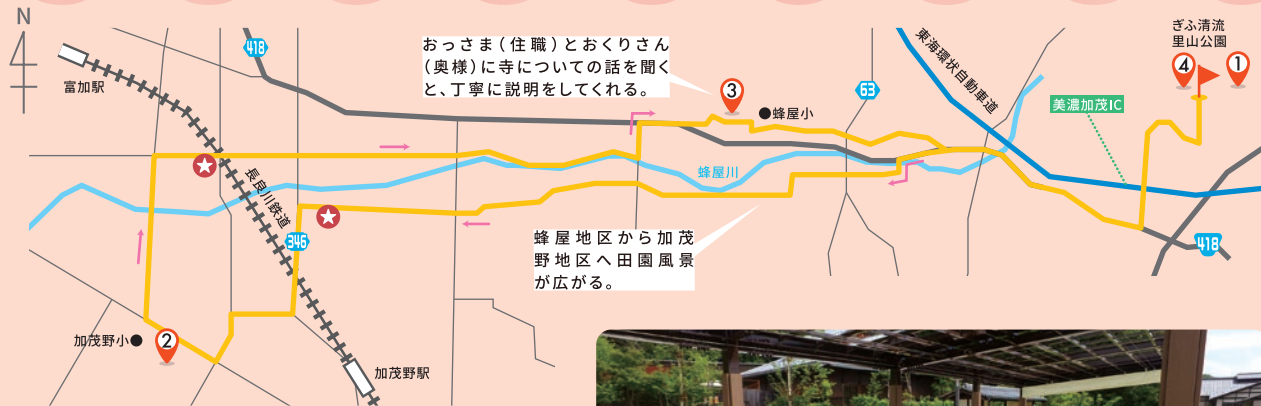 N
418
富加駅
おっさま（住職）とおくりさん
（奥様）に寺についての話を聞く
と、丁寧に説明をしてくれる。
3
●蜂屋小
63
東海環状自動車道
美濃加茂IC
ぎふ清流
里山公園
4
1
長良川鉄道
蜂屋川
346
蜂屋地区から加茂
野地区へ田園風景
が広がる。
418
加茂野小●
2
加茂野駅